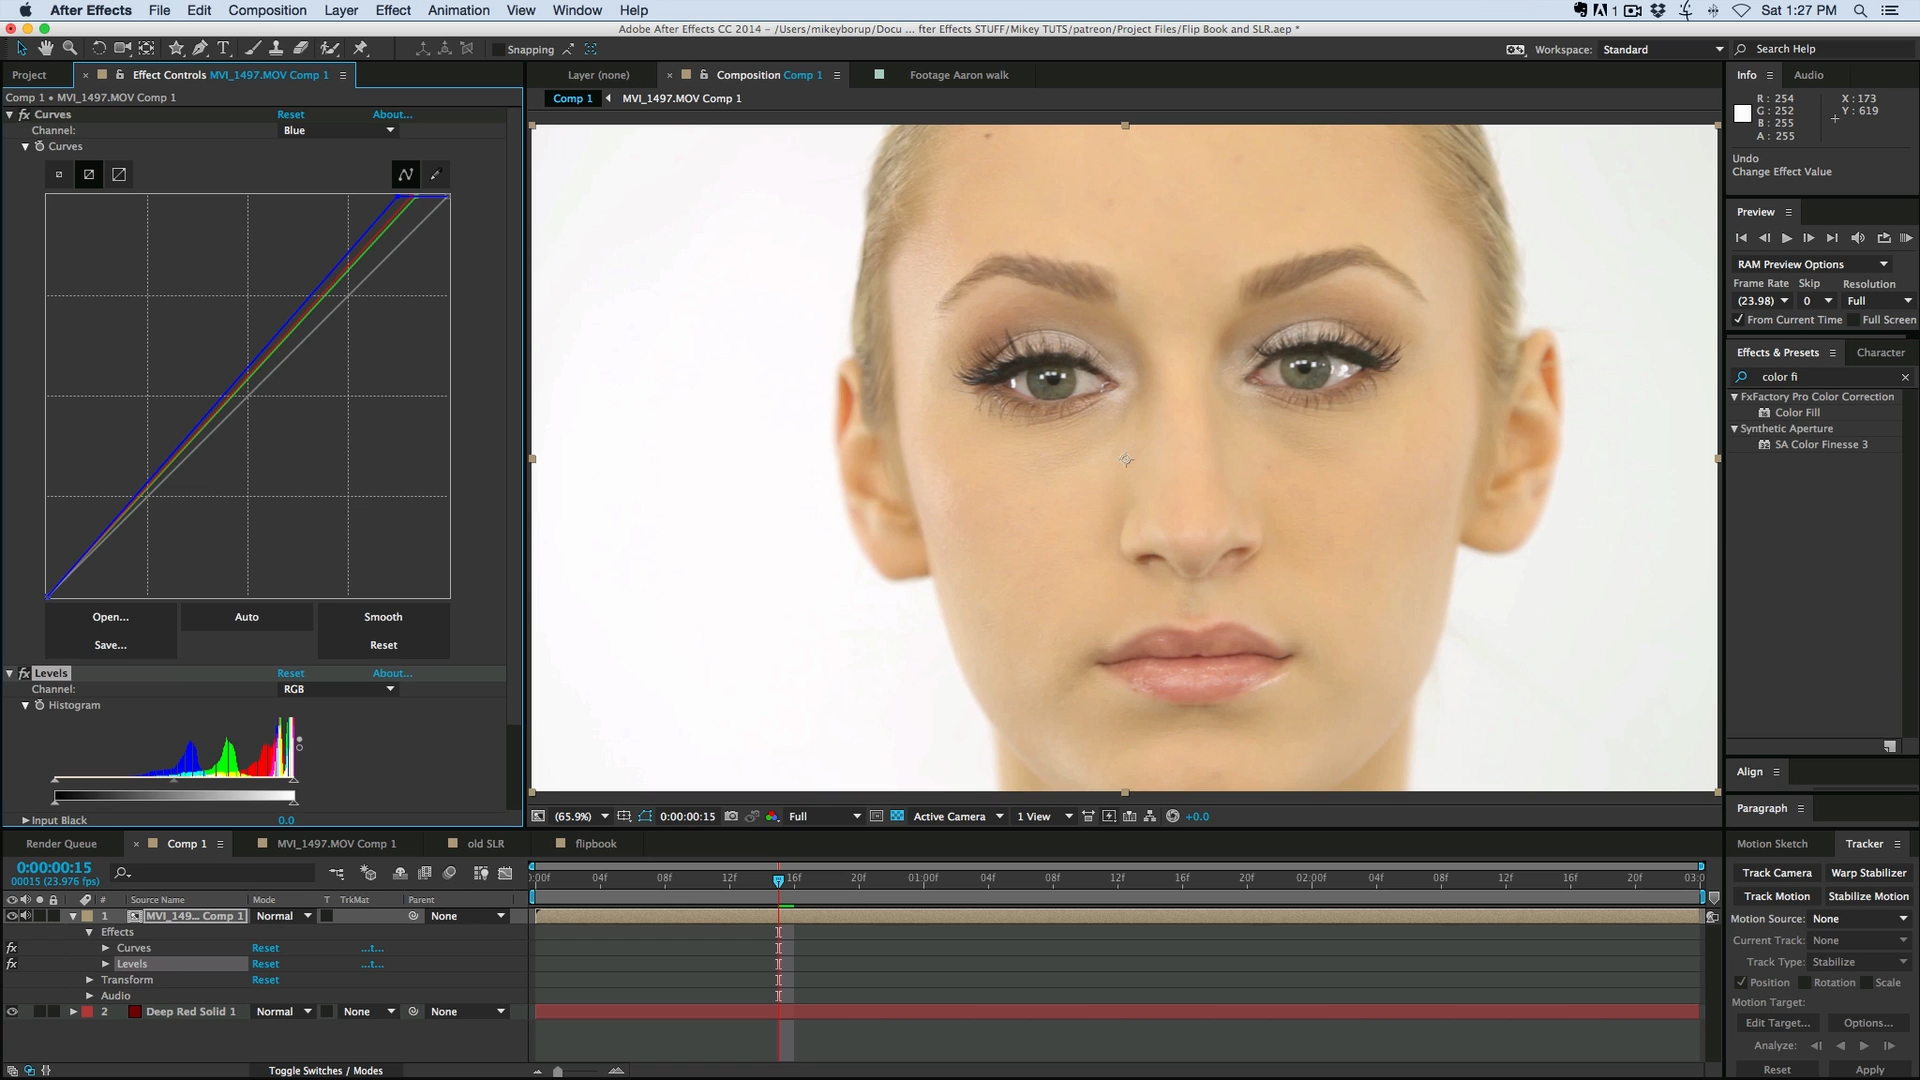 After Effects File Edit Composition Layer Effect Animation View Window Help 1 Sat 1:27 PM
Adobe After Effects CC 2014 - /Users/mikeyborup/Docu ... fter Effects STUFF/Mikey TUTS/patreon/Project Files/Flip Book and SLR.aep *
Snapping Workspace: Standard Search Help
Project Effect Controls MVI_1497.MOV Comp 1
Comp 1 • MVI_1497.MOV Comp 1
fx Curves Reset About...
Channel: Blue
Curves
Open... Auto Smooth
Save... Reset
fx Levels Reset About...
Channel: RGB
Histogram
Input Black 0.0
Layer (none) Composition Comp 1 Footage Aaron walk
Comp 1 MVI_1497.MOV Comp 1
(65.9%) 0:00:00:15 Full Active Camera 1 View +0.0
Info Audio
R: 254 X: 173
G: 252 Y: 619
B: 255
A: 255
Undo
Change Effect Value
Preview
RAM Preview Options
Frame Rate Skip Resolution
(23.98) 0 Full
From Current Time Full Screen
Effects & Presets Character
color fi
FxFactory Pro Color Correction
Color Fill
Synthetic Aperture
SA Color Finesse 3
Align
Paragraph
Motion Sketch Tracker
Track Camera Warp Stabilizer
Track Motion Stabilize Motion
Motion Source: None
Current Track: None
Track Type: Stabilize
Position Rotation Scale
Motion Target:
Edit Target... Options...
Analyze:
Reset Apply
Render Queue Comp 1 MVI_1497.MOV Comp 1 old SLR flipbook
0:00:00:15
00015 (23.976 fps)
:00f 04f 08f 12f 16f 20f 01:00f 04f 08f 12f 16f 20f 02:00f 04f 08f 12f 16f 20f 03:0
# Source Name Mode T TrkMat Parent
1 MVI_149... Comp 1 Normal None
Effects
fx Curves Reset ...t...
fx Levels Reset ...t...
Transform Reset
Audio
2 Deep Red Solid 1 Normal None None
Toggle Switches / Modes